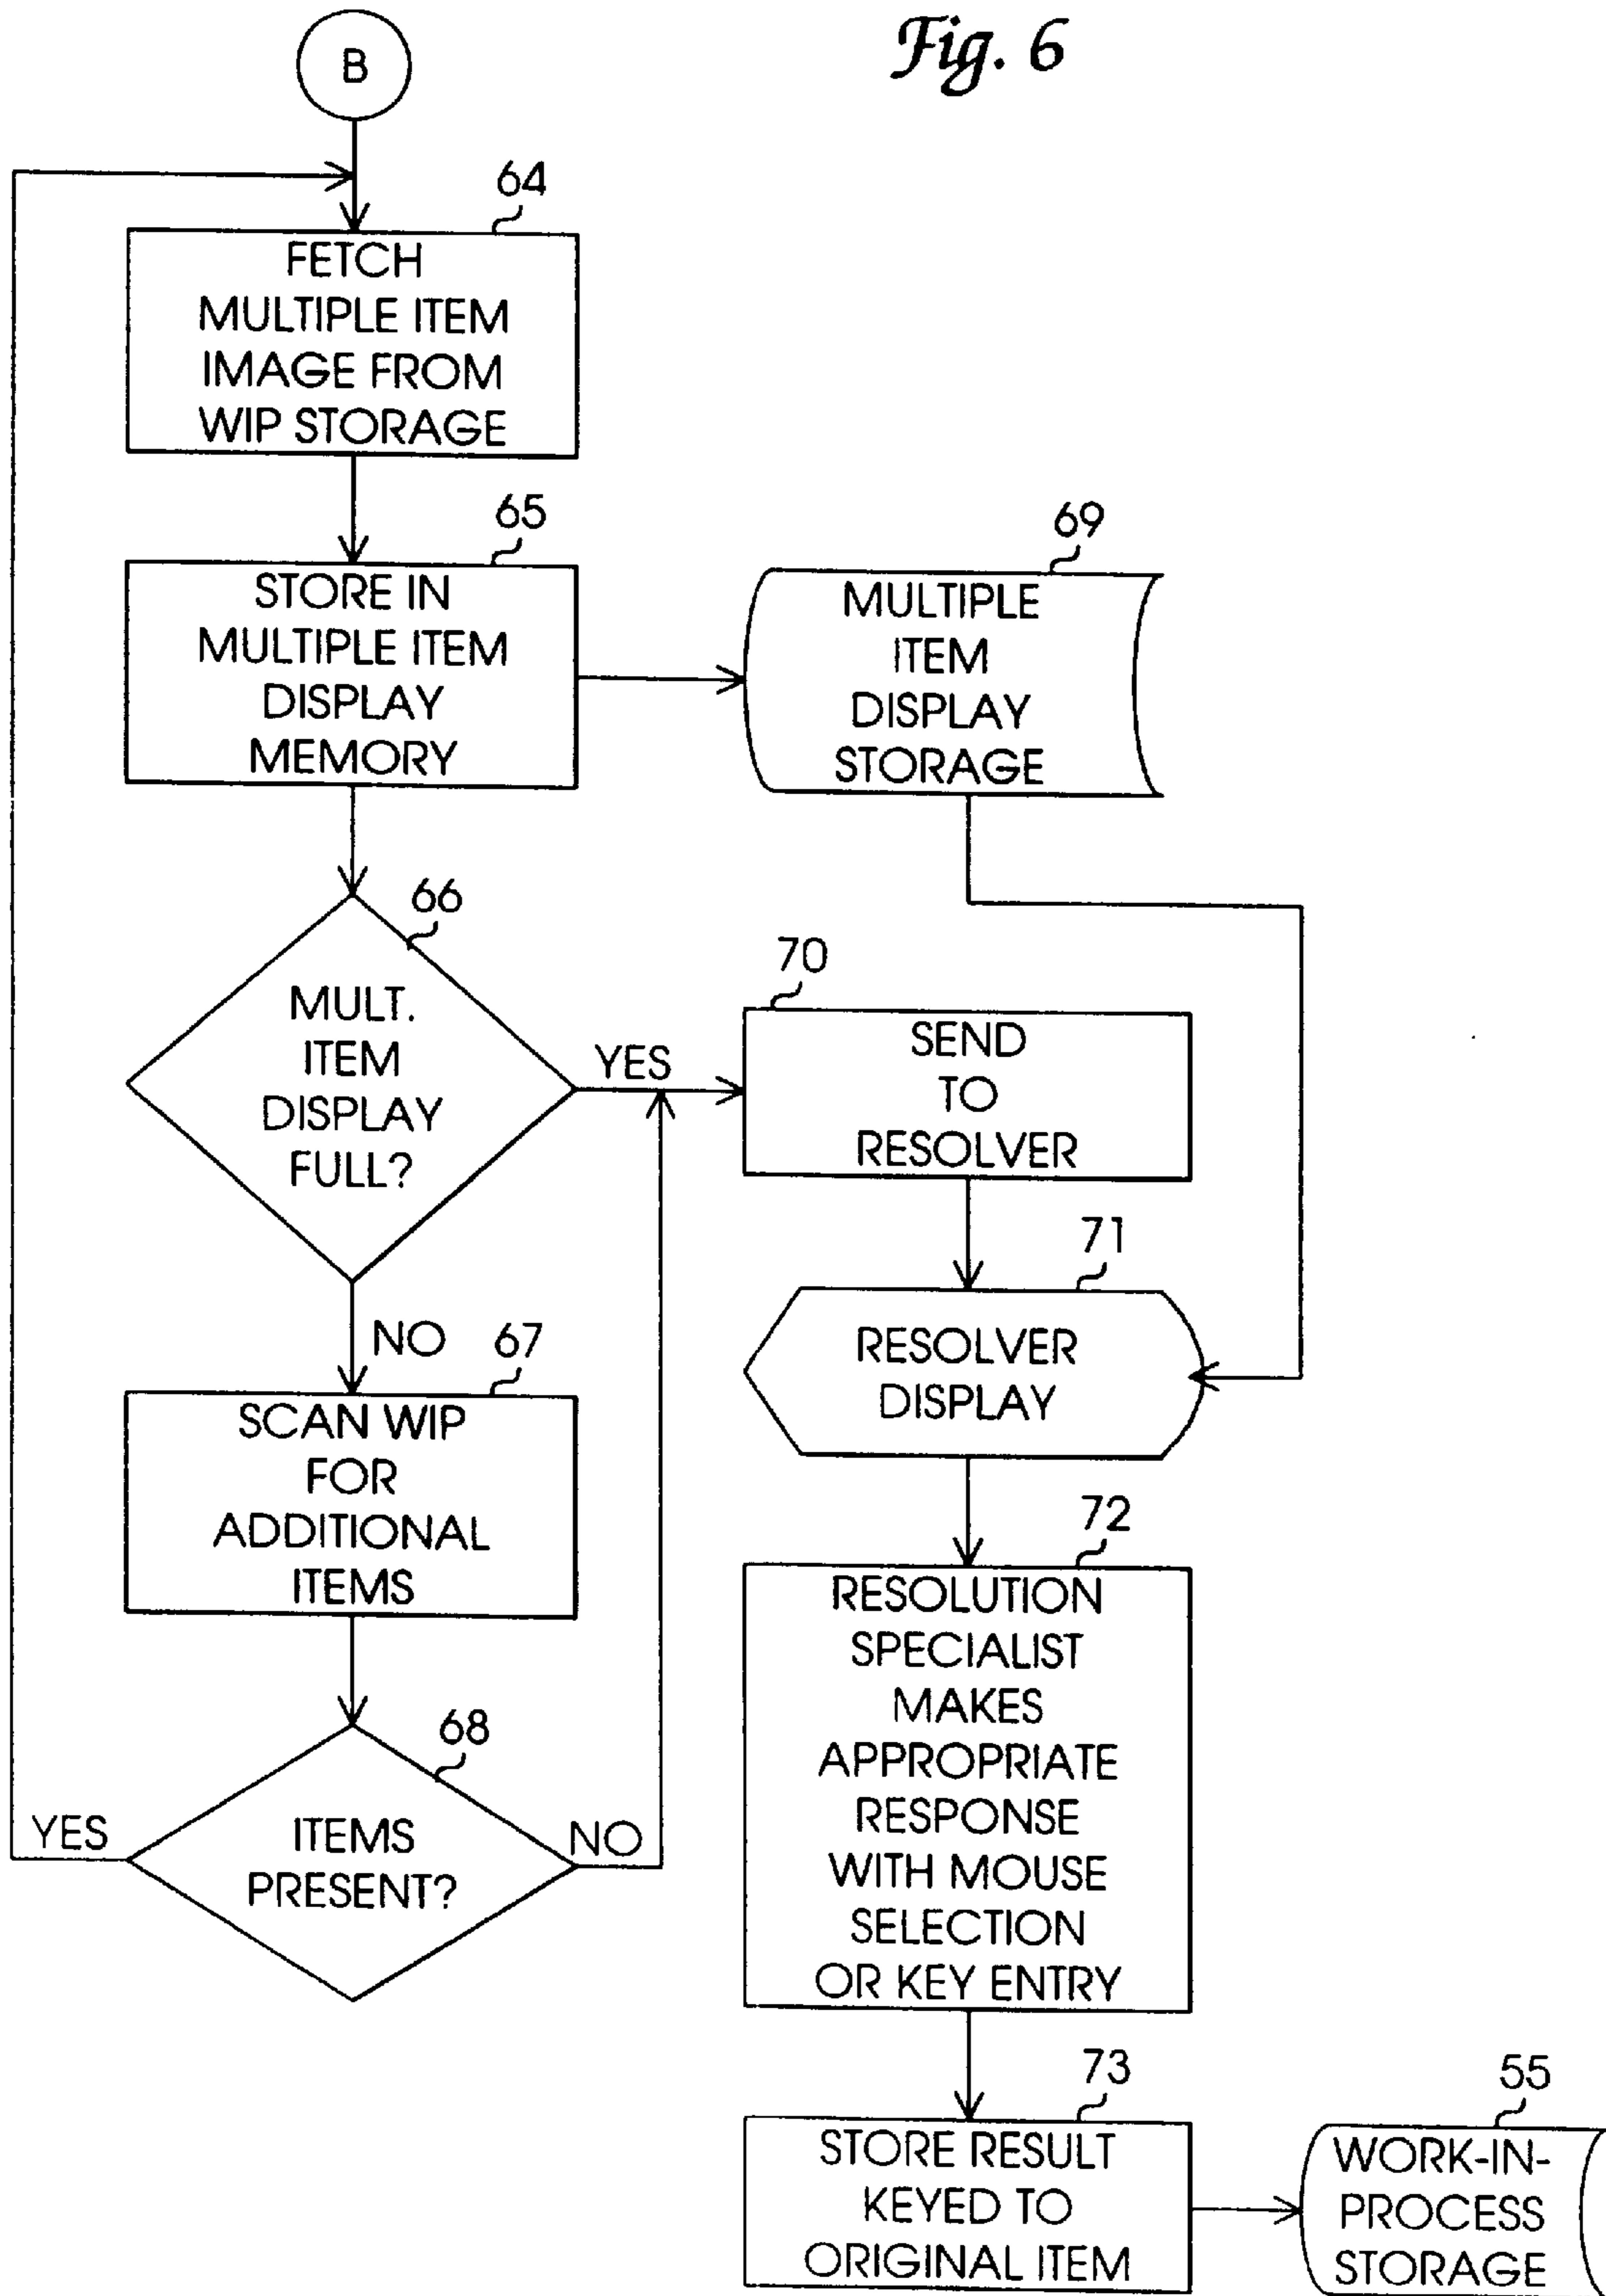 Fig. 6
B
64
FETCH
MULTIPLE ITEM
IMAGE FROM
WIP STORAGE
65
STORE IN
MULTIPLE ITEM
DISPLAY
MEMORY
69
MULTIPLE
ITEM
DISPLAY
STORAGE
66
MULT.
ITEM
DISPLAY
FULL?
YES
NO
70
SEND
TO
RESOLVER
67
SCAN WIP
FOR
ADDITIONAL
ITEMS
71
RESOLVER
DISPLAY
68
ITEMS
PRESENT?
YES
NO
72
RESOLUTION
SPECIALIST
MAKES
APPROPRIATE
RESPONSE
WITH MOUSE
SELECTION
OR KEY ENTRY
73
STORE RESULT
KEYED TO
ORIGINAL ITEM
55
WORK-IN-
PROCESS
STORAGE